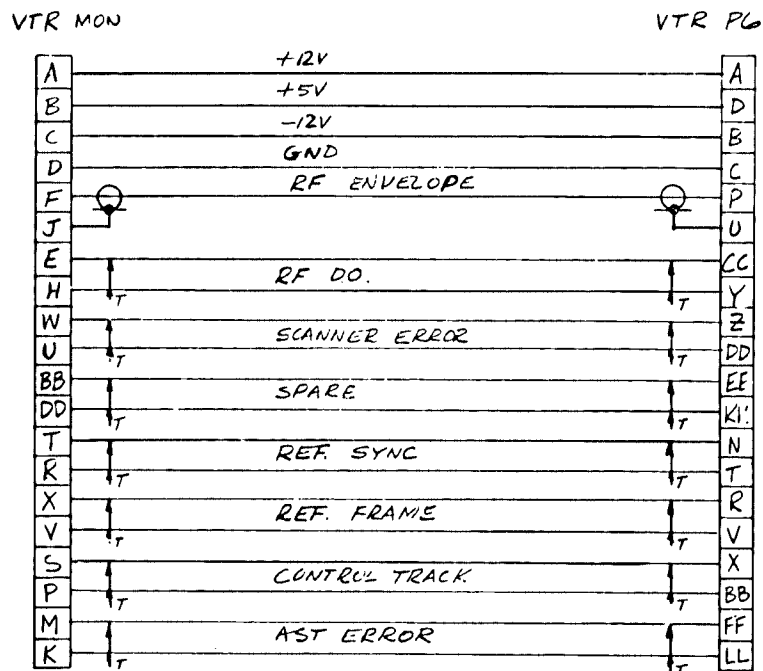 VTR MON VTR P6
A +12V A
B +5V D
C -12V B
D GND C
F RF ENVELOPE P
J U
E CC
RF DO.
H T T Y
W Z
SCANNER ERROR
U T T DD
BB EE
SPARE
DD T T
T N
REF. SYNC
R T T T
X R
REF. FRAME
V T T V
S X
CONTROL TRACK
P T T BB
M FF
AST ERROR
K T T LL